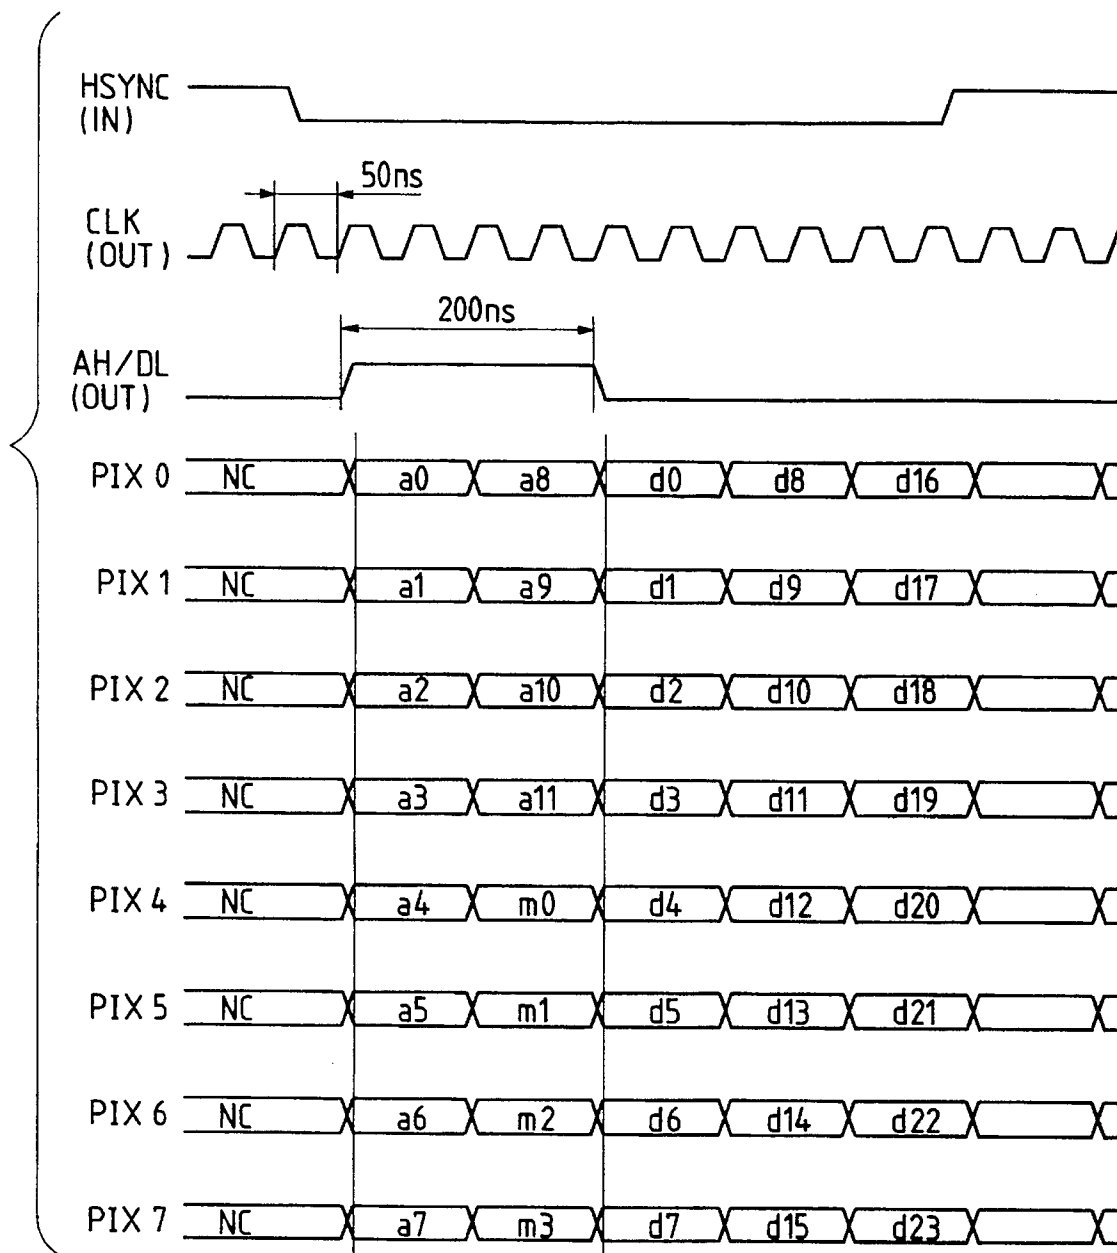 HSYNC
(IN)
50ns
CLK
(OUT)
200ns
AH/DL
(OUT)
PIX 0 NC a0 a8 d0 d8 d16
PIX 1 NC a1 a9 d1 d9 d17
PIX 2 NC a2 a10 d2 d10 d18
PIX 3 NC a3 a11 d3 d11 d19
PIX 4 NC a4 m0 d4 d12 d20
PIX 5 NC a5 m1 d5 d13 d21
PIX 6 NC a6 m2 d6 d14 d22
PIX 7 NC a7 m3 d7 d15 d23